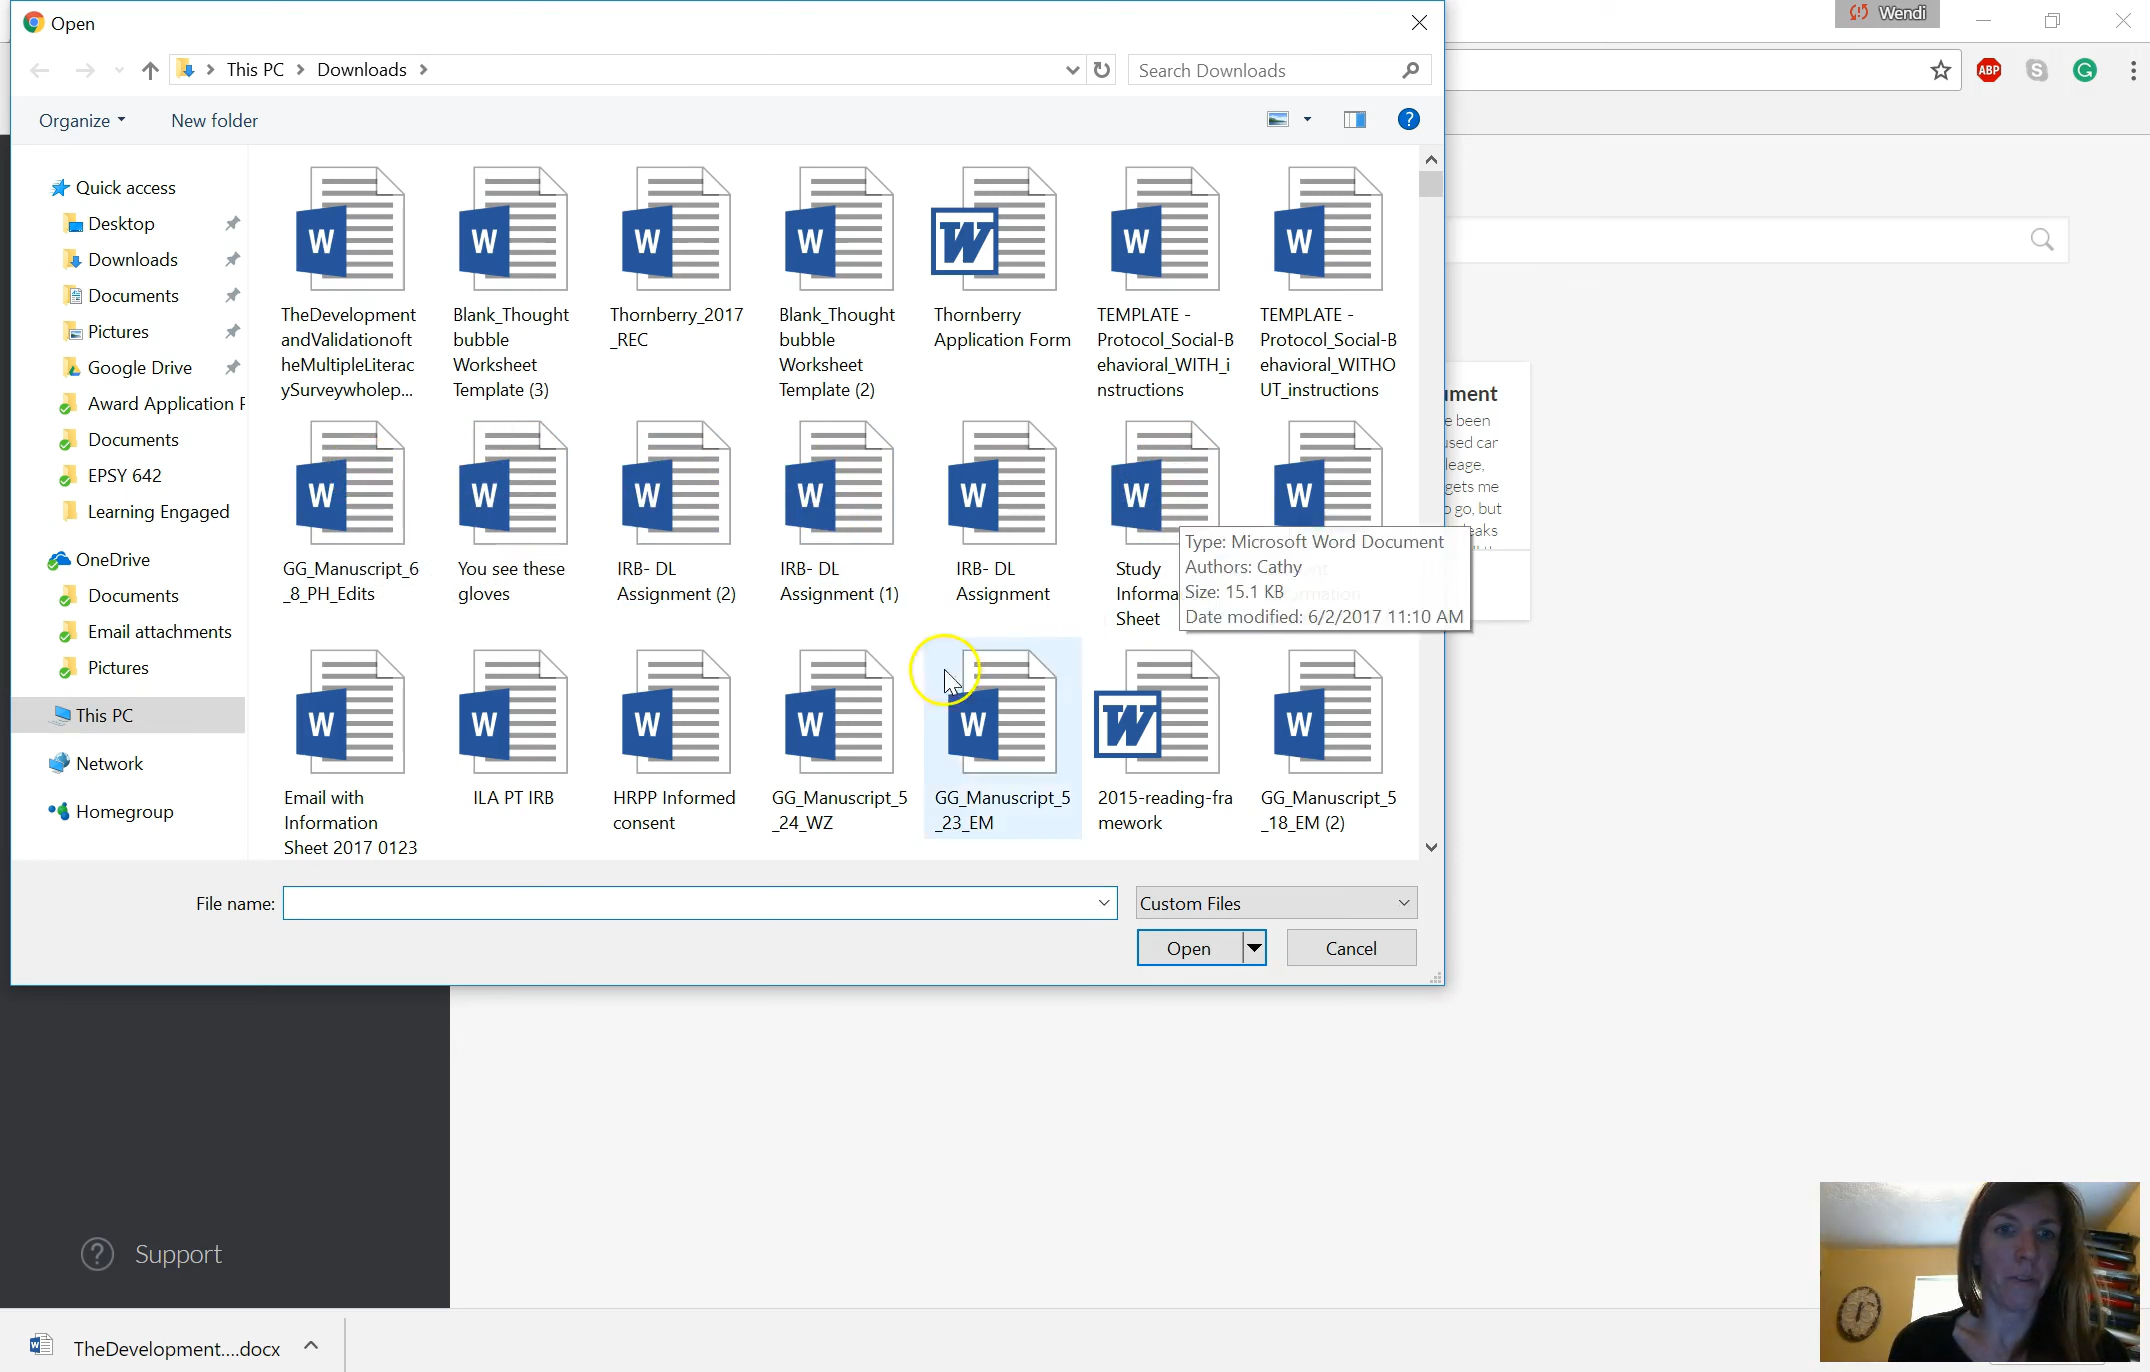 Open
Wendi
This PC > Downloads >
Search Downloads
ABP
Organize
New folder
Quick access
Desktop
Downloads
Documents
Pictures
Google Drive
Award Application F
Documents
EPSY 642
Learning Engaged
OneDrive
Documents
Email attachments
Pictures
This PC
Network
Homegroup
TheDevelopment
andValidationoft
heMultipleLiterac
ySurveywholep...
Blank_Thought
bubble
Worksheet
Template (3)
Thornberry_2017
_REC
Blank_Thought
bubble
Worksheet
Template (2)
Thornberry
Application Form
TEMPLATE -
Protocol_Social-B
ehavioral_WITH_i
nstructions
TEMPLATE -
Protocol_Social-B
ehavioral_WITHO
UT_instructions
GG_Manuscript_6
_8_PH_Edits
You see these
gloves
IRB- DL
Assignment (2)
IRB- DL
Assignment (1)
IRB- DL
Assignment
Study
Informa
Sheet
Type: Microsoft Word Document
Authors: Cathy
Size: 15.1 KB
Date modified: 6/2/2017 11:10 AM
Email with
Information
Sheet 2017 0123
ILA PT IRB
HRPP Informed
consent
GG_Manuscript_5
_24_WZ
GG_Manuscript_5
_23_EM
2015-reading-fra
mework
GG_Manuscript_5
_18_EM (2)
ument
e been
used car
leage,
gets me
o go, but
eaks
File name:
Custom Files
Open
Cancel
Support
TheDevelopment....docx